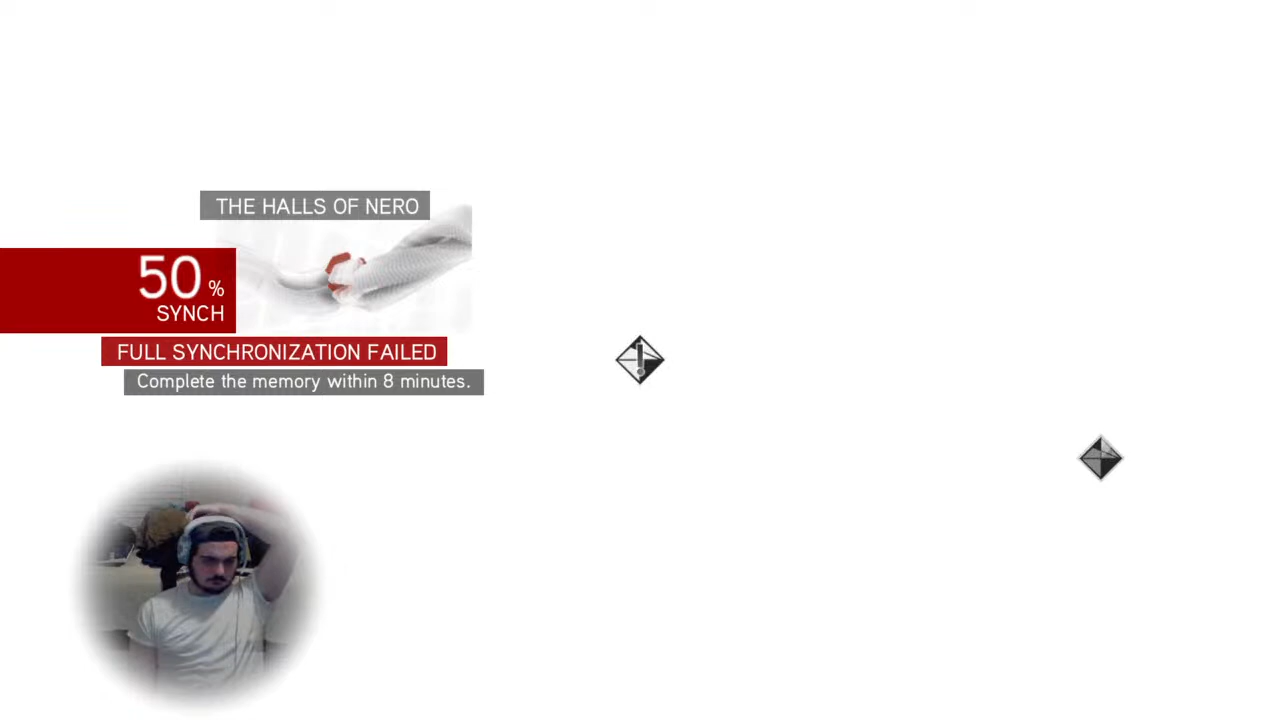 THE HALLS OF NERO
50 %
SYNCH
FULL SYNCHRONIZATION FAILED
Complete the memory within 8 minutes.